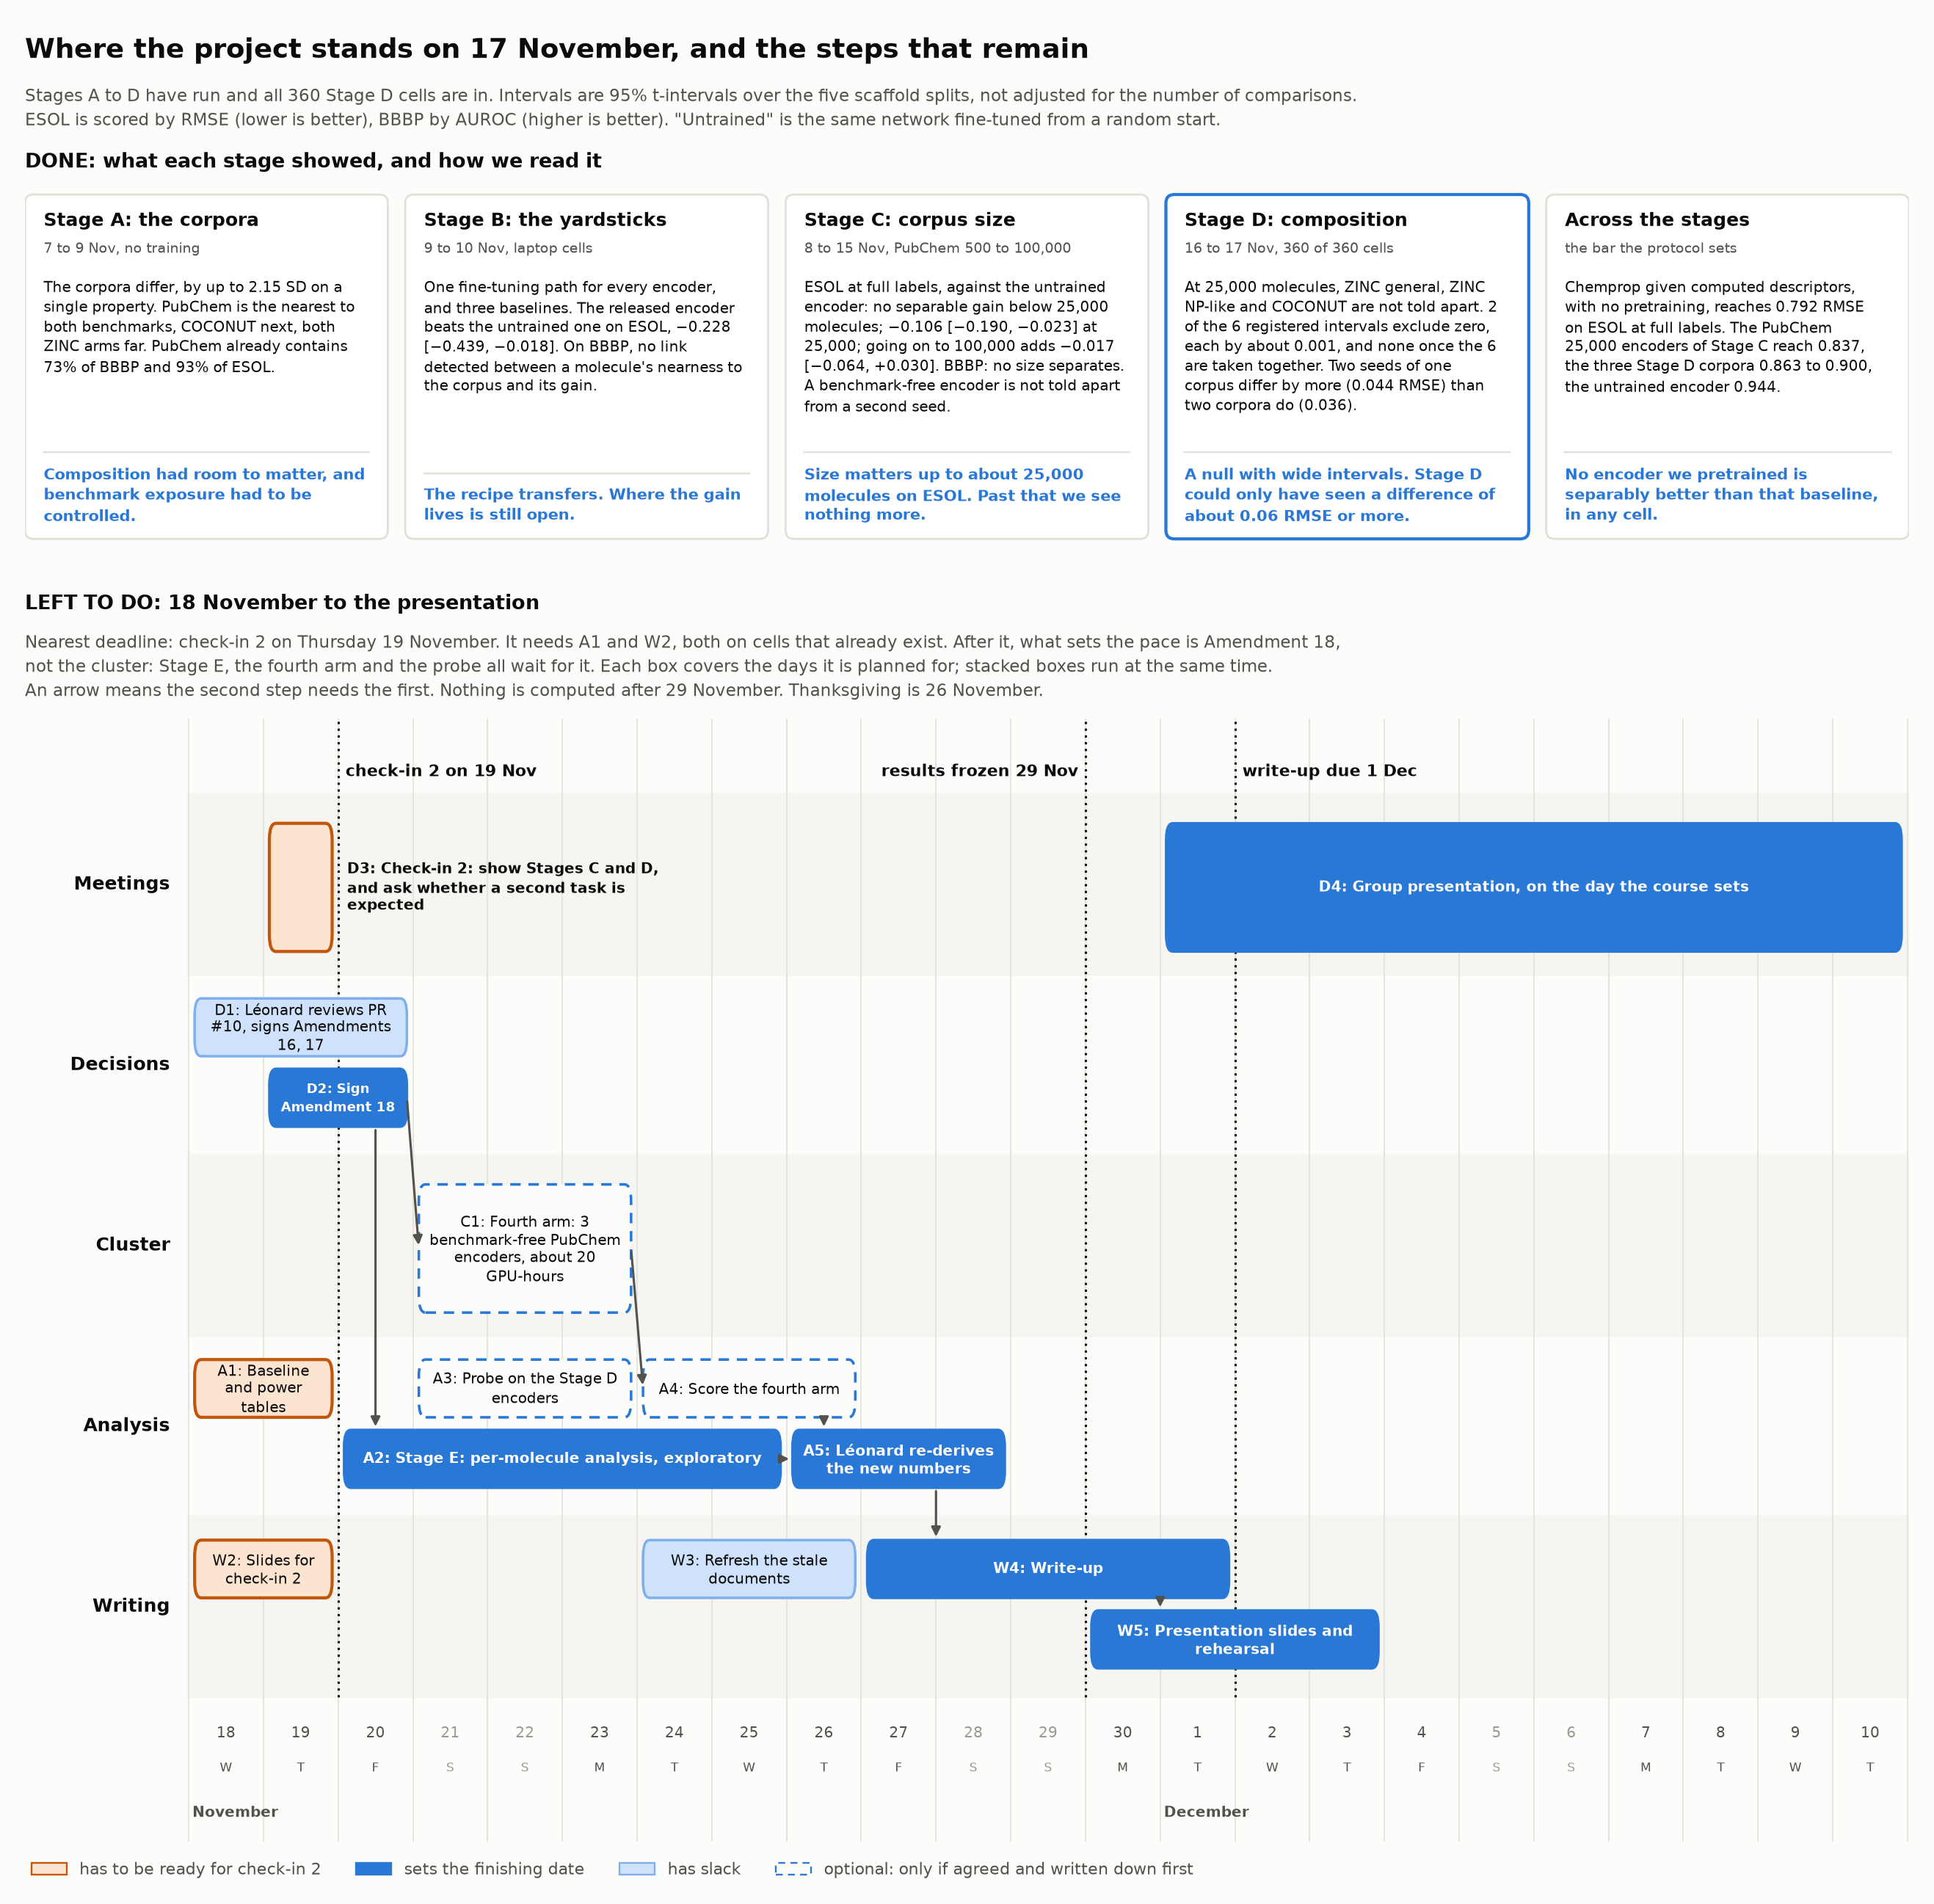 Where the project stands on 17 November, and the steps that remain
Stages A to D have run and all 360 Stage D cells are in. Intervals are 95% t-intervals over the five scaffold splits, not adjusted for the number of comparisons.
ESOL is scored by RMSE (lower is better), BBBP by AUROC (higher is better). "Untrained" is the same network fine-tuned from a random start.
DONE: what each stage showed, and how we read it
Stage A: the corpora
7 to 9 Nov, no training
The corpora differ, by up to 2.15 SD on a
single property. PubChem is the nearest to
both benchmarks, COCONUT next, both
ZINC arms far. PubChem already contains
73% of BBBP and 93% of ESOL.
Composition had room to matter, and
benchmark exposure had to be
controlled.
Stage B: the yardsticks
9 to 10 Nov, laptop cells
One fine-tuning path for every encoder,
and three baselines. The released encoder
beats the untrained one on ESOL, −0.228
[−0.439, −0.018]. On BBBP, no link
detected between a molecule's nearness to
the corpus and its gain.
The recipe transfers. Where the gain
lives is still open.
Stage C: corpus size
8 to 15 Nov, PubChem 500 to 100,000
ESOL at full labels, against the untrained
encoder: no separable gain below 25,000
molecules; −0.106 [−0.190, −0.023] at
25,000; going on to 100,000 adds −0.017
[−0.064, +0.030]. BBBP: no size separates.
A benchmark-free encoder is not told apart
from a second seed.
Size matters up to about 25,000
molecules on ESOL. Past that we see
nothing more.
Stage D: composition
16 to 17 Nov, 360 of 360 cells
At 25,000 molecules, ZINC general, ZINC
NP-like and COCONUT are not told apart. 2
of the 6 registered intervals exclude zero,
each by about 0.001, and none once the 6
are taken together. Two seeds of one
corpus differ by more (0.044 RMSE) than
two corpora do (0.036).
A null with wide intervals. Stage D
could only have seen a difference of
about 0.06 RMSE or more.
Across the stages
the bar the protocol sets
Chemprop given computed descriptors,
with no pretraining, reaches 0.792 RMSE
on ESOL at full labels. The PubChem
25,000 encoders of Stage C reach 0.837,
the three Stage D corpora 0.863 to 0.900,
the untrained encoder 0.944.
No encoder we pretrained is
separably better than that baseline,
in any cell.
LEFT TO DO: 18 November to the presentation
Nearest deadline: check-in 2 on Thursday 19 November. It needs A1 and W2, both on cells that already exist. After it, what sets the pace is Amendment 18,
not the cluster: Stage E, the fourth arm and the probe all wait for it. Each box covers the days it is planned for; stacked boxes run at the same time.
An arrow means the second step needs the first. Nothing is computed after 29 November. Thanksgiving is 26 November.
check-in 2 on 19 Nov
results frozen 29 Nov
write-up due 1 Dec
Meetings
D3: Check-in 2: show Stages C and D,
and ask whether a second task is
expected
D4: Group presentation, on the day the course sets
Decisions
D1: Léonard reviews PR
#10, signs Amendments
16, 17
D2: Sign
Amendment 18
Cluster
C1: Fourth arm: 3
benchmark-free PubChem
encoders, about 20
GPU-hours
Analysis
A1: Baseline
and power
tables
A3: Probe on the Stage D
encoders
A4: Score the fourth arm
A2: Stage E: per-molecule analysis, exploratory
A5: Léonard re-derives
the new numbers
Writing
W2: Slides for
check-in 2
W3: Refresh the stale
documents
W4: Write-up
W5: Presentation slides and
rehearsal
18 19 20 21 22 23 24 25 26 27 28 29 30 1 2 3 4 5 6 7 8 9 10
W T F S S M T W T F S S M T W T F S S M T W T
November December
has to be ready for check-in 2
sets the finishing date
has slack
optional: only if agreed and written down first